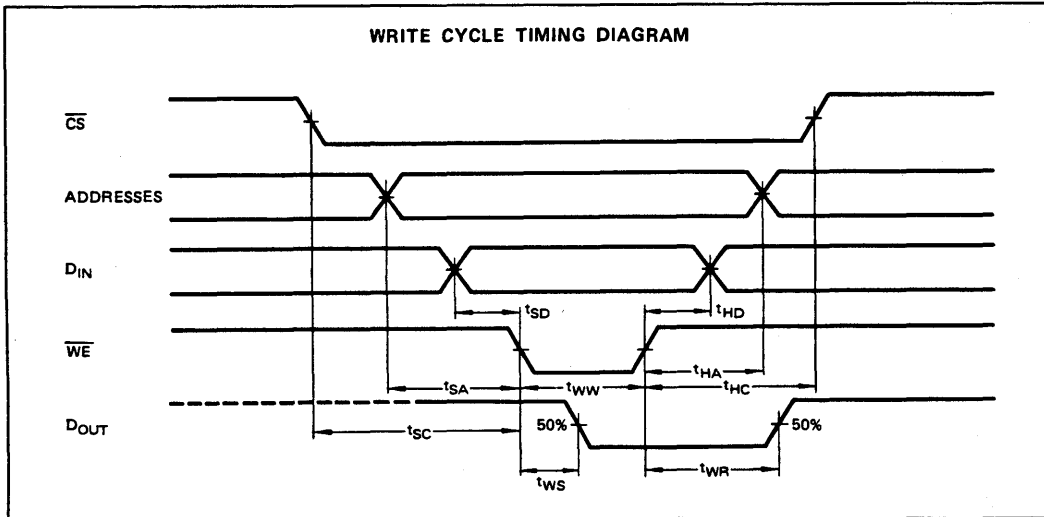 WRITE CYCLE TIMING DIAGRAM
CS
ADDRESSES
DIN
tSD
tHD
WE
tHA
tSA
tWW
tHC
DOUT
50%
50%
tSC
tWR
tWS